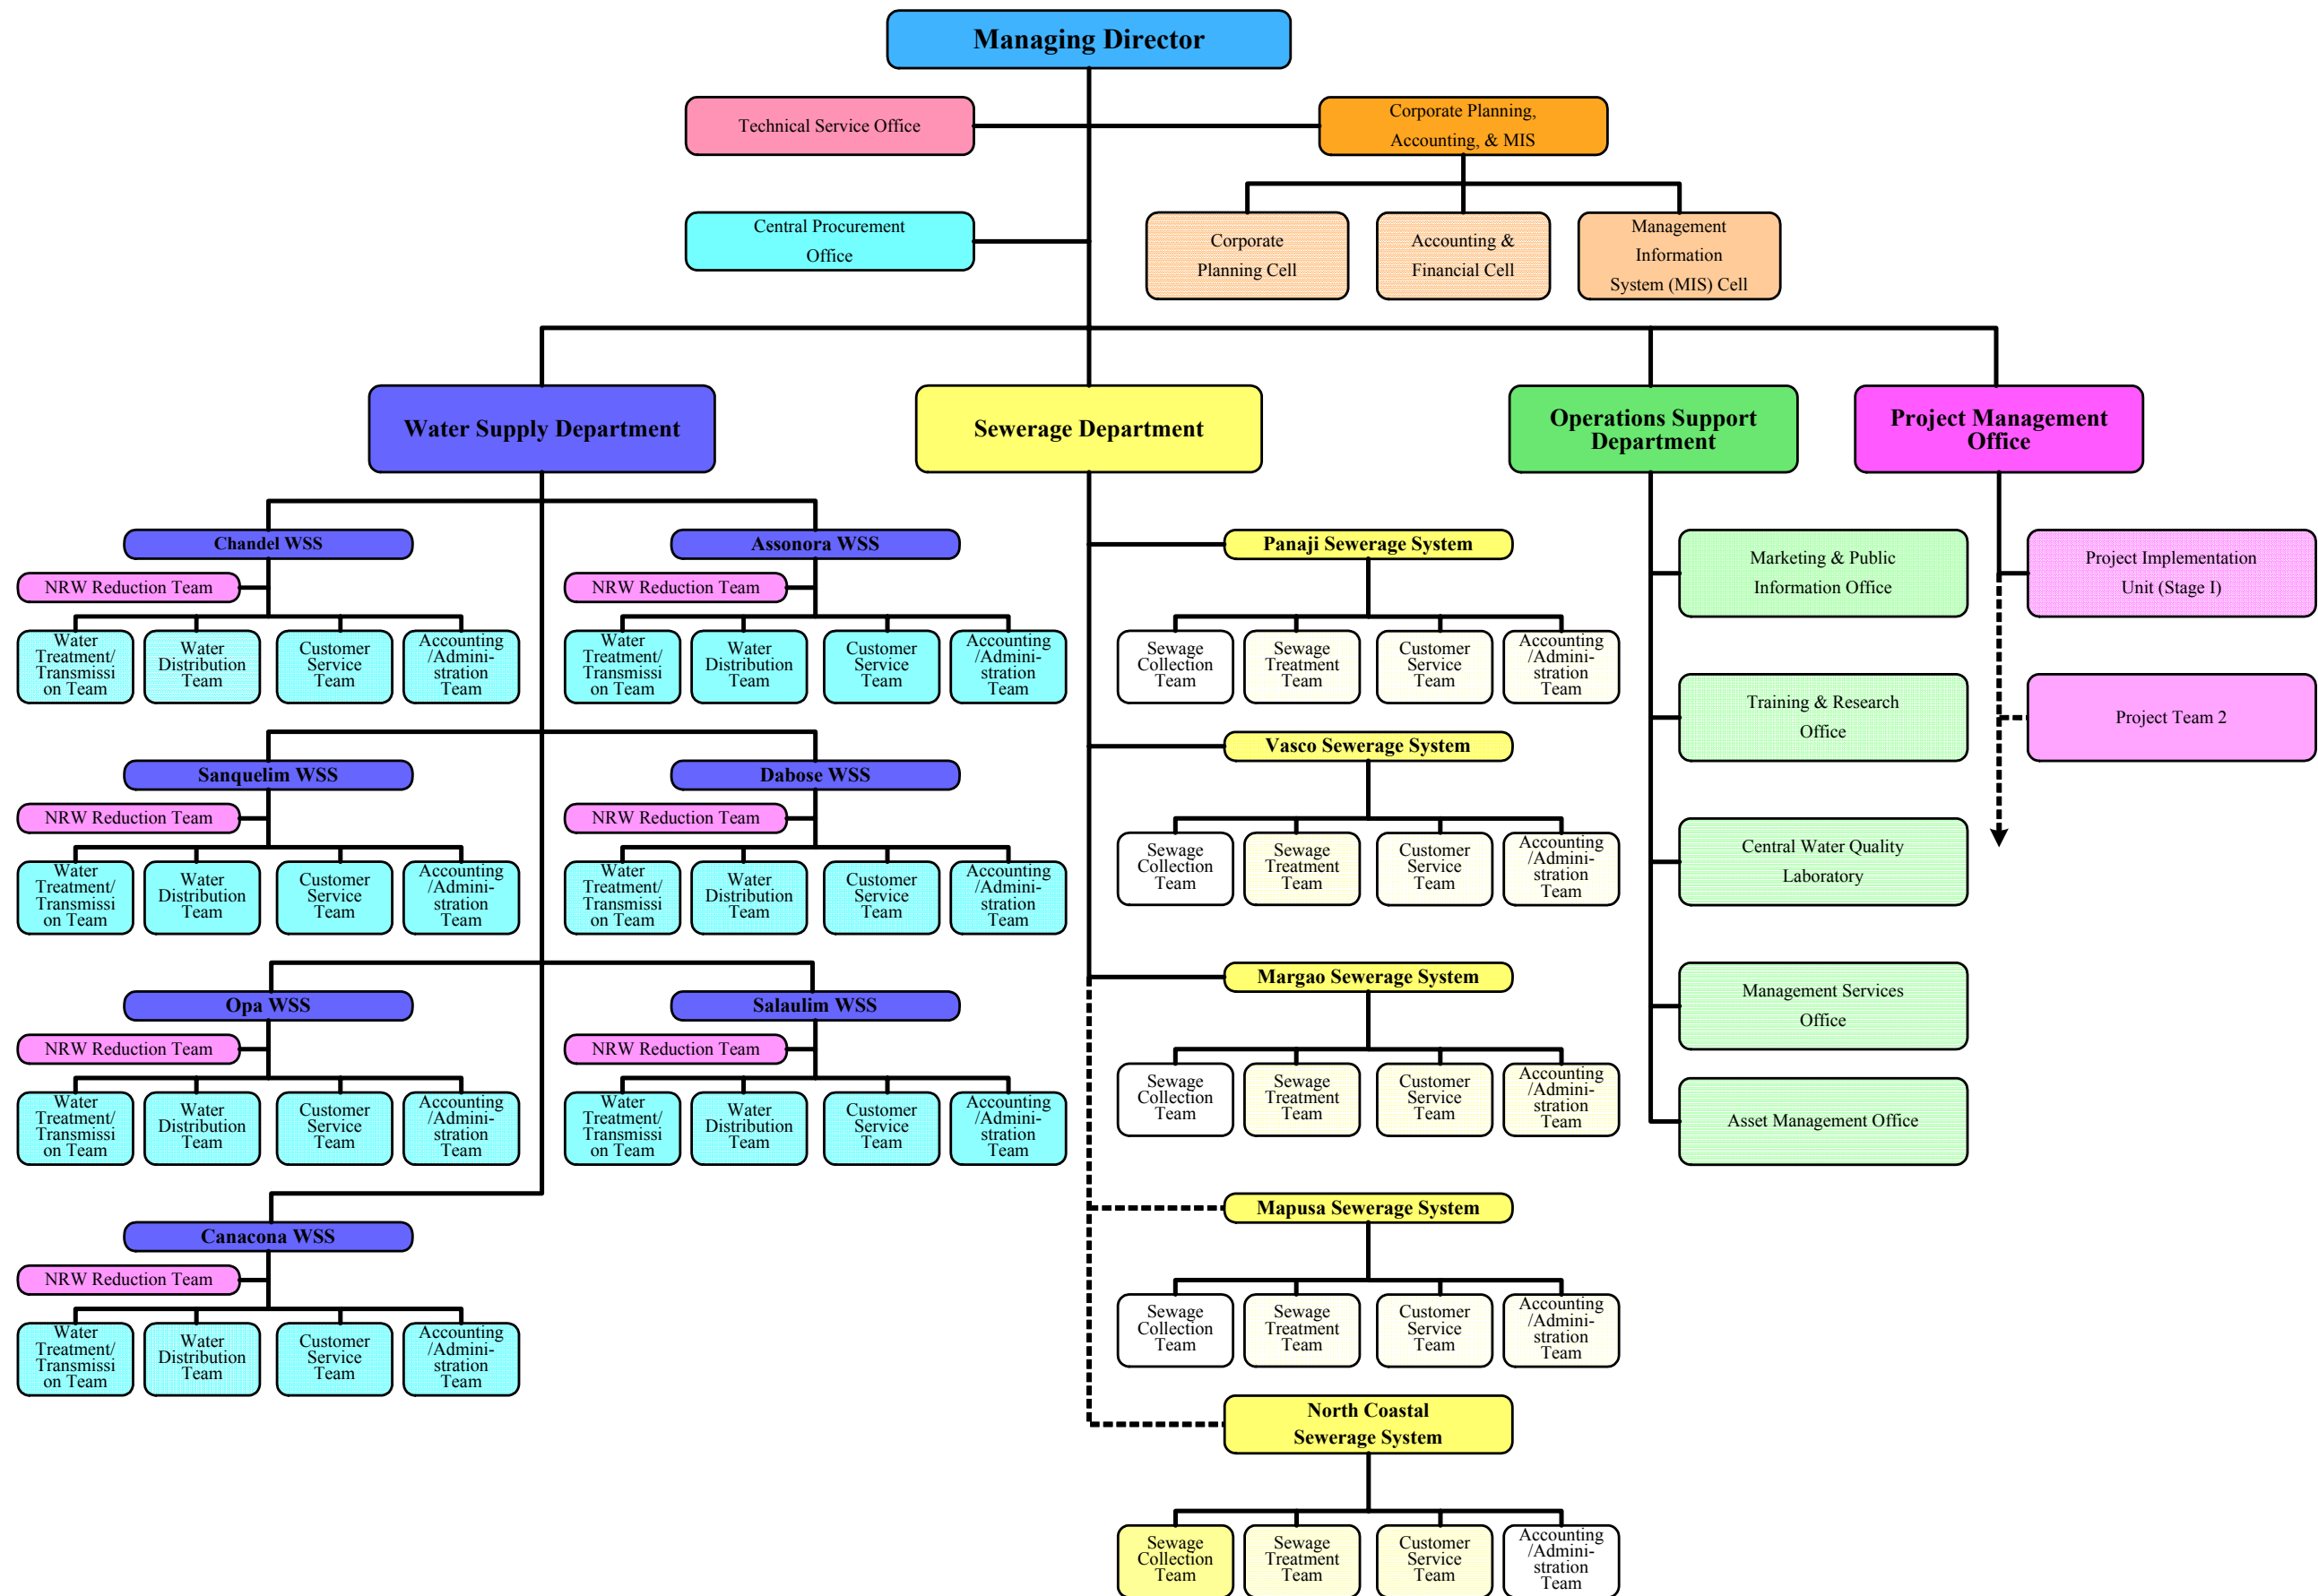 Managing Director
Technical Service Office
Corporate Planning,
Accounting, & MIS
Central Procurement
Office
Corporate
Planning Cell
Accounting &
Financial Cell
Management
Information
System (MIS) Cell
Water Supply Department
Sewerage Department
Operations Support
Department
Project Management
Office
Chandel WSS
NRW Reduction Team
Water
Treatment/
Transmissi
on Team
Water
Distribution
Team
Customer
Service
Team
Accounting
/Admini-
stration
Team
Assonora WSS
NRW Reduction Team
Water
Treatment/
Transmissi
on Team
Water
Distribution
Team
Customer
Service
Team
Accounting
/Admini-
stration
Team
Sanquelim WSS
NRW Reduction Team
Water
Treatment/
Transmissi
on Team
Water
Distribution
Team
Customer
Service
Team
Accounting
/Admini-
stration
Team
Dabose WSS
NRW Reduction Team
Water
Treatment/
Transmissi
on Team
Water
Distribution
Team
Customer
Service
Team
Accounting
/Admini-
stration
Team
Opa WSS
NRW Reduction Team
Water
Treatment/
Transmissi
on Team
Water
Distribution
Team
Customer
Service
Team
Accounting
/Admini-
stration
Team
Salaulim WSS
NRW Reduction Team
Water
Treatment/
Transmissi
on Team
Water
Distribution
Team
Customer
Service
Team
Accounting
/Admini-
stration
Team
Canacona WSS
NRW Reduction Team
Water
Treatment/
Transmissi
on Team
Water
Distribution
Team
Customer
Service
Team
Accounting
/Admini-
stration
Team
Panaji Sewerage System
Sewage
Collection
Team
Sewage
Treatment
Team
Customer
Service
Team
Accounting
/Admini-
stration
Team
Vasco Sewerage System
Sewage
Collection
Team
Sewage
Treatment
Team
Customer
Service
Team
Accounting
/Admini-
stration
Team
Margao Sewerage System
Sewage
Collection
Team
Sewage
Treatment
Team
Customer
Service
Team
Accounting
/Admini-
stration
Team
Mapusa Sewerage System
Sewage
Collection
Team
Sewage
Treatment
Team
Customer
Service
Team
Accounting
/Admini-
stration
Team
North Coastal
Sewerage System
Sewage
Collection
Team
Sewage
Treatment
Team
Customer
Service
Team
Accounting
/Admini-
stration
Team
Marketing & Public
Information Office
Training & Research
Office
Central Water Quality
Laboratory
Management Services
Office
Asset Management Office
Project Implementation
Unit (Stage I)
Project Team 2